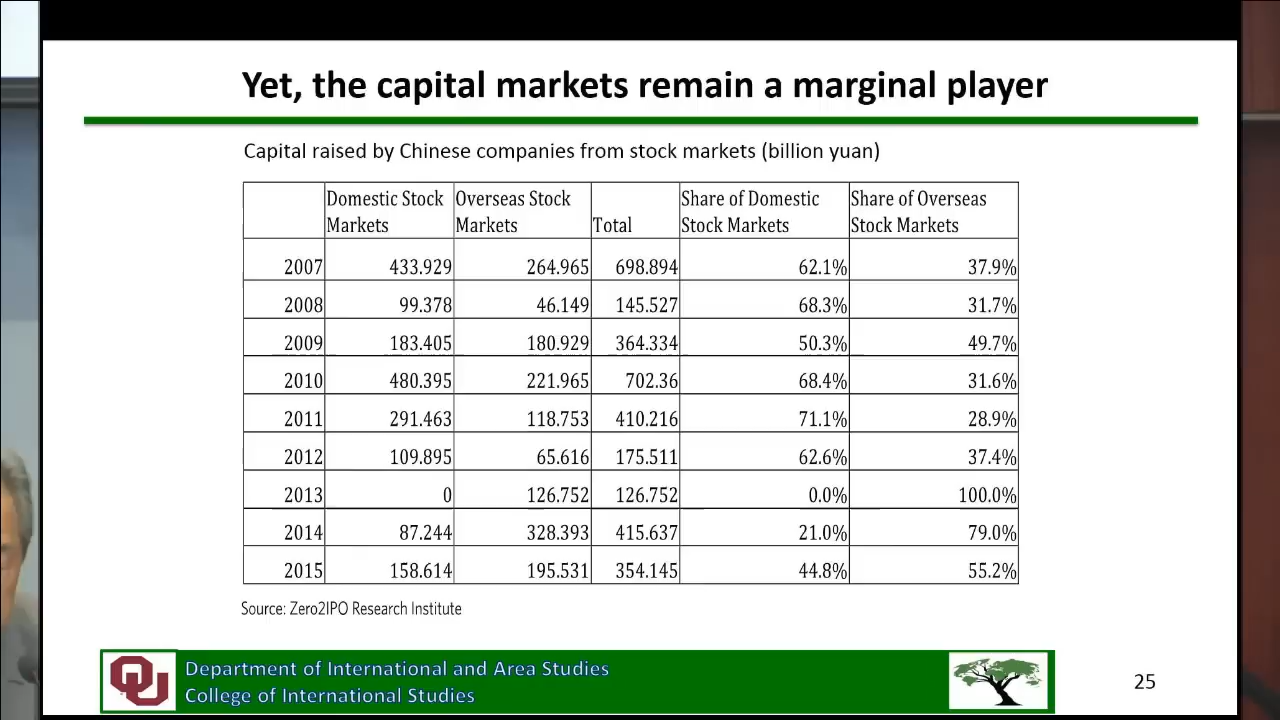 Yet, the capital markets remain a marginal player
Capital raised by Chinese companies from stock markets (billion yuan)
Domestic Stock Markets Overseas Stock Markets Total Share of Domestic Stock Markets Share of Overseas Stock Markets
2007 433.929 264.965 698.894 62.1% 37.9%
2008 99.378 46.149 145.527 68.3% 31.7%
2009 183.405 180.929 364.334 50.3% 49.7%
2010 480.395 221.965 702.36 68.4% 31.6%
2011 291.463 118.753 410.216 71.1% 28.9%
2012 109.895 65.616 175.511 62.6% 37.4%
2013 0 126.752 126.752 0.0% 100.0%
2014 87.244 328.393 415.637 21.0% 79.0%
2015 158.614 195.531 354.145 44.8% 55.2%
Source: Zero2IPO Research Institute
OU
Department of International and Area Studies
College of International Studies
25